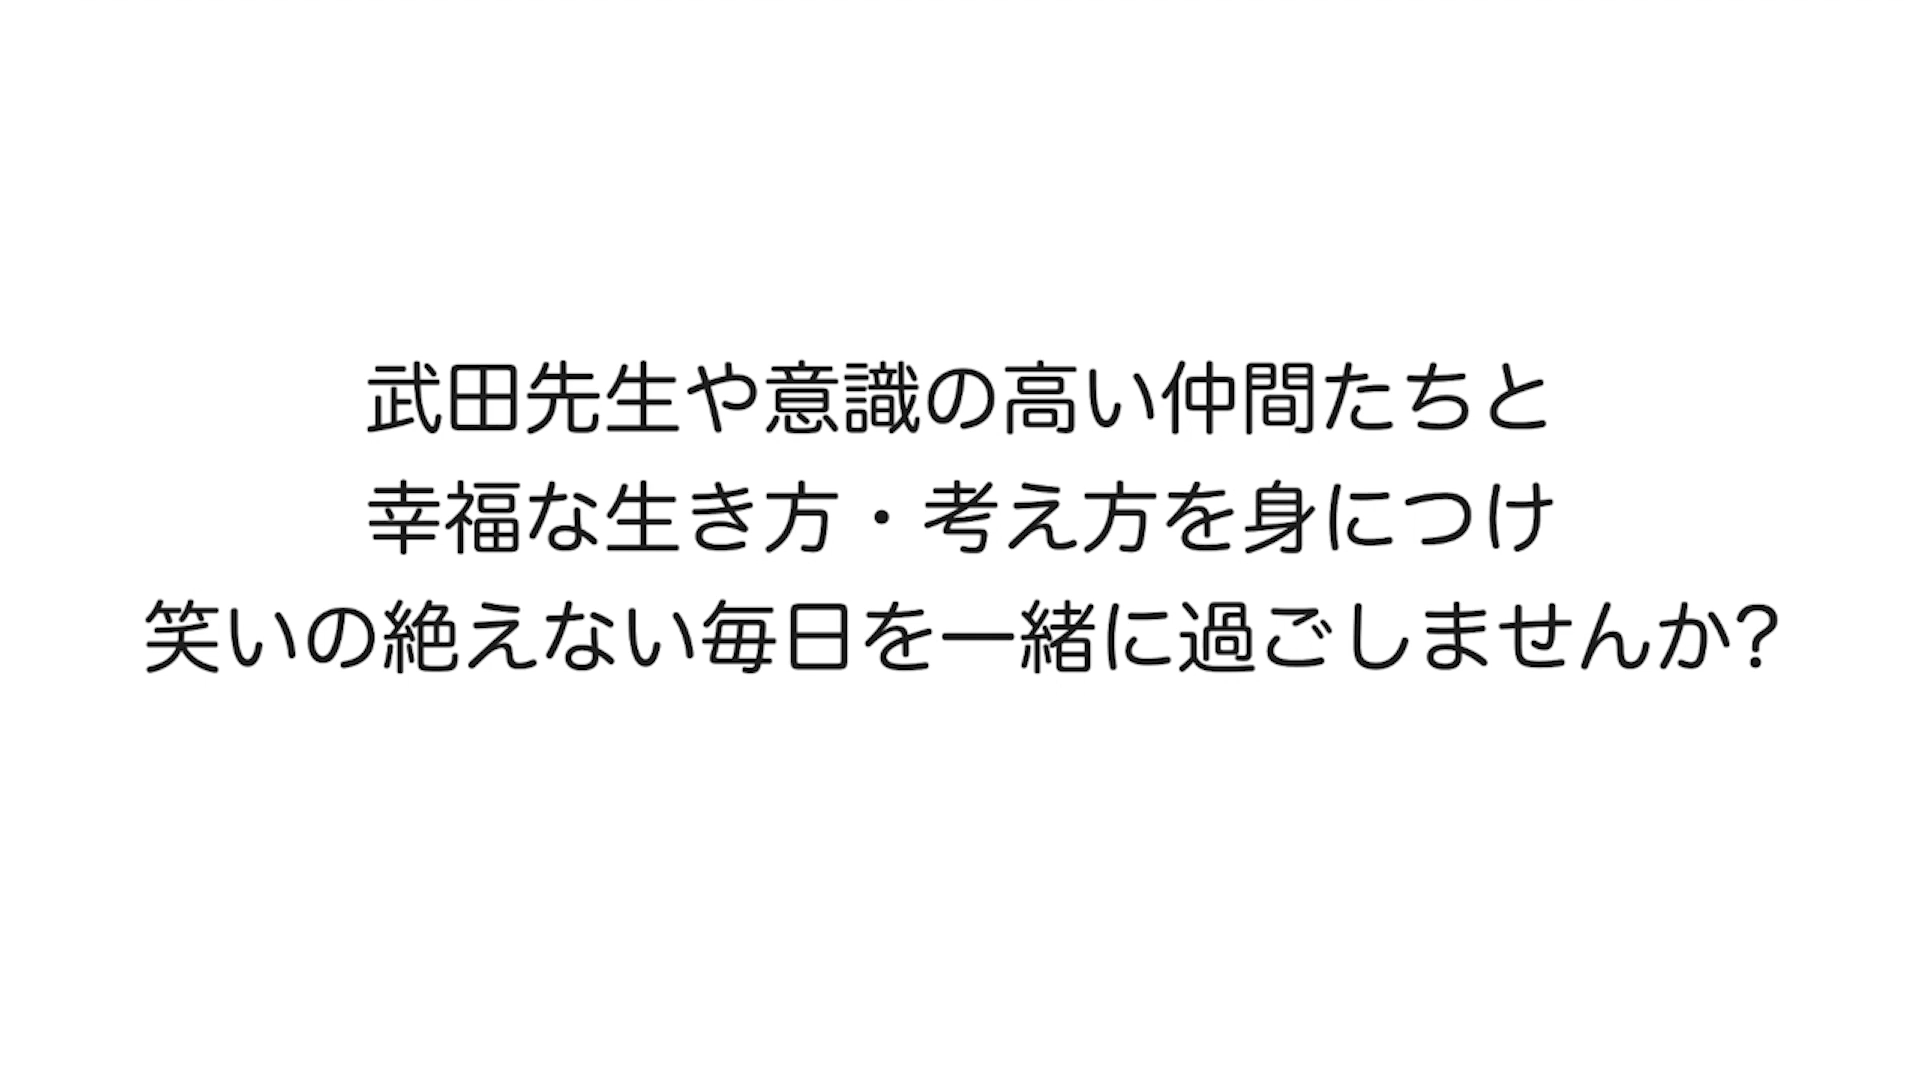 武田先生や意識の高い仲間たちと
幸福な生き方・考え方を身につけ
笑いの絶えない毎日を一緒に過ごしませんか?